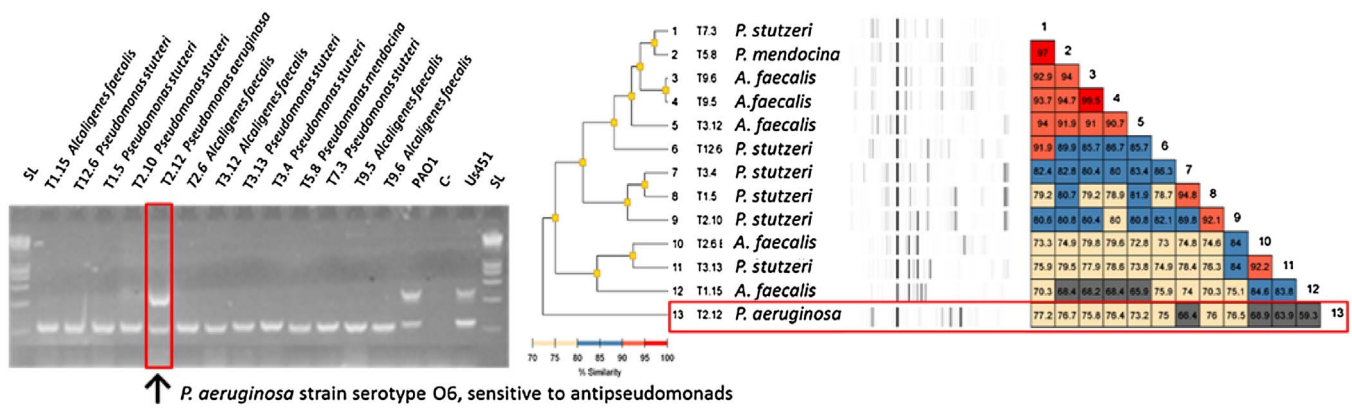 SL
T1.15 Alcaligenes faecalis
T12.6 Pseudomonas stutzeri
T1.5 Pseudomonas stutzeri
T2.10 Pseudomonas stutzeri
T2.12 Pseudomonas aeruginosa
T2.6 Alcaligenes faecalis
T3.12 Alcaligenes faecalis
T3.13 Pseudomonas stutzeri
T3.4 Pseudomonas stutzeri
T5.8 Pseudomonas mendocina
T7.3 Pseudomonas stutzeri
T9.5 Alcaligenes faecalis
T9.6 Alcaligenes faecalis
PAO1
C-
Us451
SL
P. aeruginosa strain serotype O6, sensitive to antipseudomonads
1 T7.3 P. stutzeri 1
2 T5.8 P. mendocina 97 2
3 T9.6 A. faecalis 92.9 94 3
4 T9.5 A.faecalis 93.7 94.7 99.5 4
5 T3.12 A. faecalis 94 91.9 91 90.7 5
6 T12.6 P. stutzeri 91.9 89.9 85.7 86.7 85.7 6
7 T3.4 P. stutzeri 82.4 82.8 80.4 80 83.4 86.3 7
8 T1.5 P. stutzeri 79.2 80.7 79.2 78.9 81.9 78.7 94.8 8
9 T2.10 P. stutzeri 80.6 80.8 80.4 80 80.8 82.1 89.8 92.1 9
10 T2.6 A. faecalis 73.3 74.9 79.8 79.6 72.8 73 74.8 74.6 84 10
11 T3.13 P. stutzeri 75.9 79.5 77.9 78.6 73.8 74.9 78.4 76.3 84 92.2 11
12 T1.15 A. faecalis 70.3 68.4 68.2 68.4 65.9 75.9 74 70.3 75.1 84.6 83.8 12
13 T2.12 P. aeruginosa 77.2 76.7 75.8 76.4 73.2 75 66.4 76 76.5 68.9 63.9 59.3 13
70 75 80 85 90 95 100
% Similarity